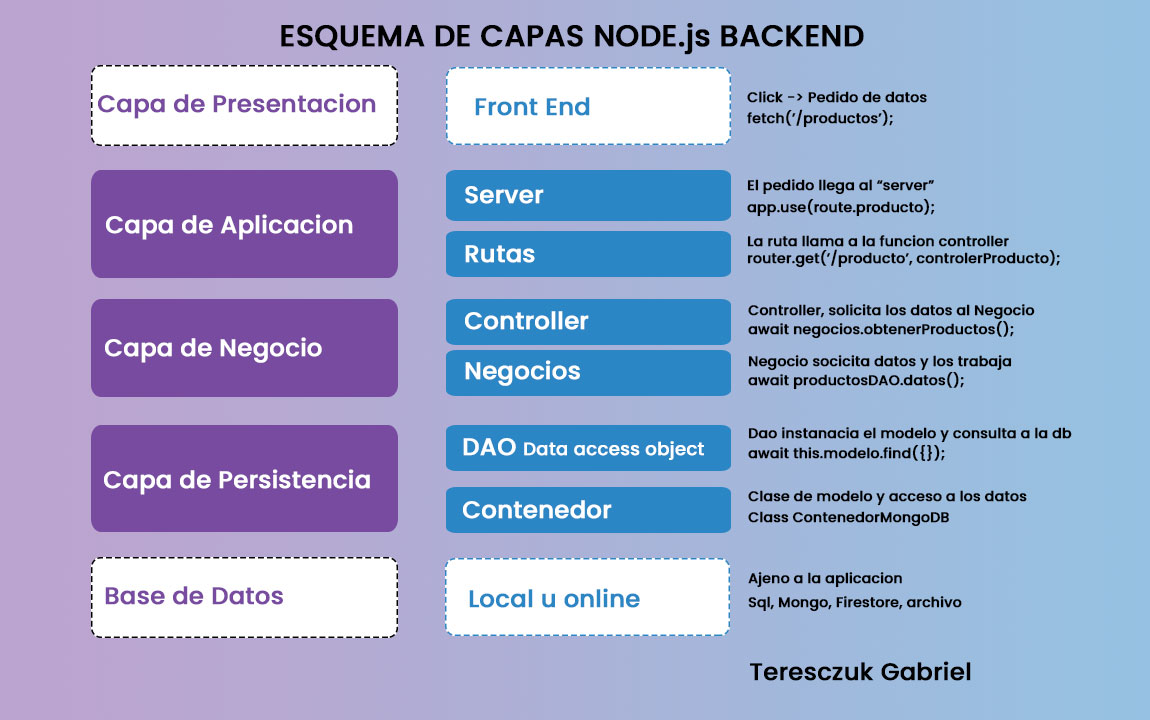 ESQUEMA DE CAPAS NODE.js BACKEND
Capa de Presentacion
Front End
Click -> Pedido de datos
fetch('/productos');
Capa de Aplicacion
Server
El pedido llega al “server”
app.use(route.producto);
Rutas
La ruta llama a la funcion controller
router.get('/producto', controlerProducto);
Capa de Negocio
Controller
Controller, solicita los datos al Negocio
await negocios.obtenerProductos();
Negocios
Negocio socicita datos y los trabaja
await productosDAO.datos();
Capa de Persistencia
DAO Data access object
Dao instanacia el modelo y consulta a la db
await this.modelo.find({});
Contenedor
Clase de modelo y acceso a los datos
Class ContenedorMongoDB
Base de Datos
Local u online
Ajeno a la aplicacion
Sql, Mongo, Firestore, archivo
Teresczuk Gabriel